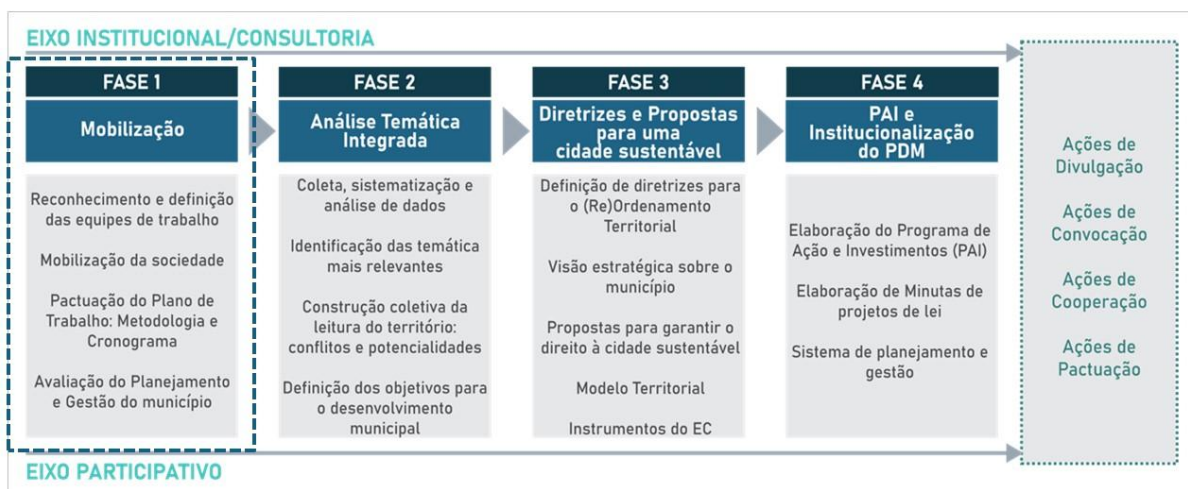 EIXO INSTITUCIONAL/CONSULTORIA
FASE 1
Mobilização
Reconhecimento e definição
das equipes de trabalho
Mobilização da sociedade
Pactuação do Plano de
Trabalho: Metodologia e
Cronograma
Avaliação do Planejamento
e Gestão do município
FASE 2
Análise Temática
Integrada
Coleta, sistematização e
análise de dados
Identificação das temática
mais relevantes
Construção coletiva da
leitura do território:
conflitos e potencialidades
Definição dos objetivos para
o desenvolvimento
municipal
FASE 3
Diretrizes e Propostas
para uma
cidade sustentável
Definição de diretrizes para
o (Re)Ordenamento
Territorial
Visão estratégica sobre o
município
Propostas para garantir o
direito à cidade sustentável
Modelo Territorial
Instrumentos do EC
FASE 4
PAI e
Institucionalização
do PDM
Elaboração do Programa de
Ação e Investimentos (PAI)
Elaboração de Minutas de
projetos de lei
Sistema de planejamento e
gestão
Ações de
Divulgação
Ações de
Convocação
Ações de
Cooperação
Ações de
Pactuação
EIXO PARTICIPATIVO